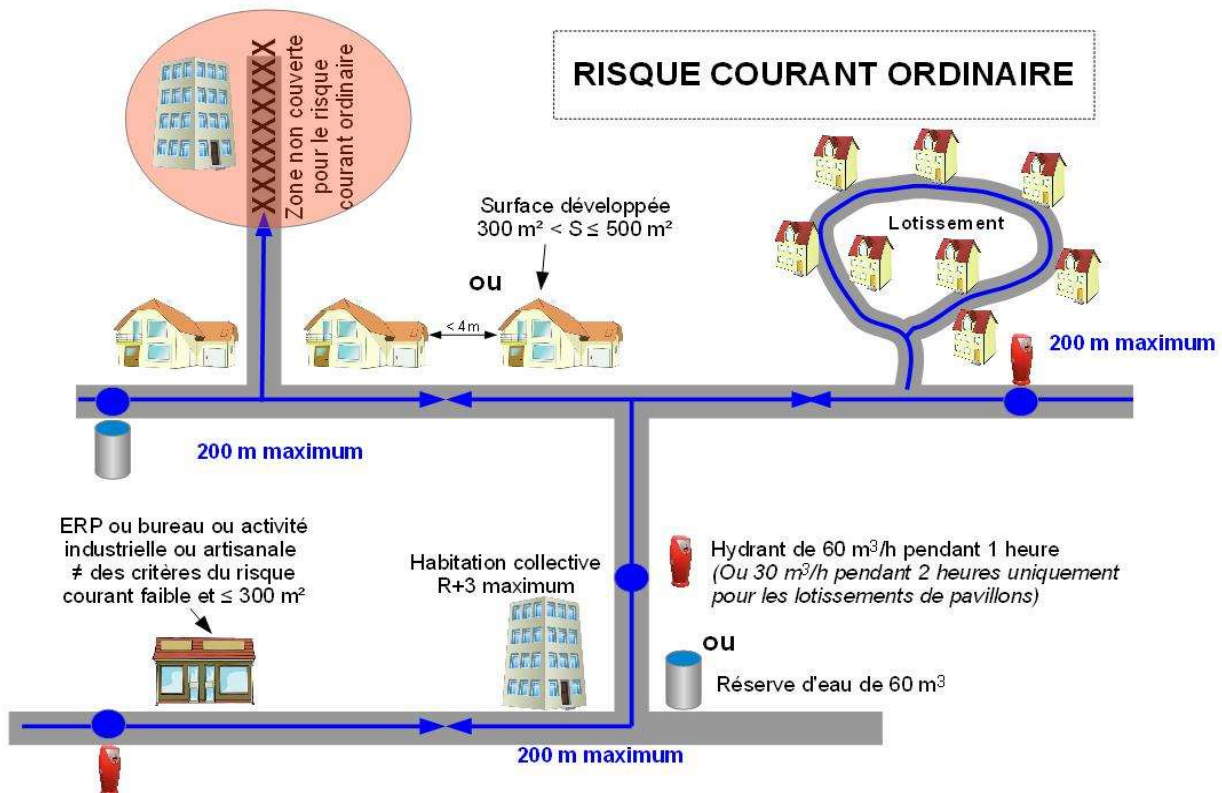 RISQUE COURANT ORDINAIRE
XXXXXXXXXX
Zone non couverte
pour le risque
courant ordinaire
Surface développée
300 m² < S ≤ 500 m²
ou
< 4 m
Lotissement
200 m maximum
200 m maximum
ERP ou bureau ou activité
industrielle ou artisanale
≠ des critères du risque
courant faible et ≤ 300 m²
Habitation collective
R+3 maximum
Hydrant de 60 m³/h pendant 1 heure
(Ou 30 m³/h pendant 2 heures uniquement
pour les lotissements de pavillons)
ou
Réserve d'eau de 60 m³
200 m maximum